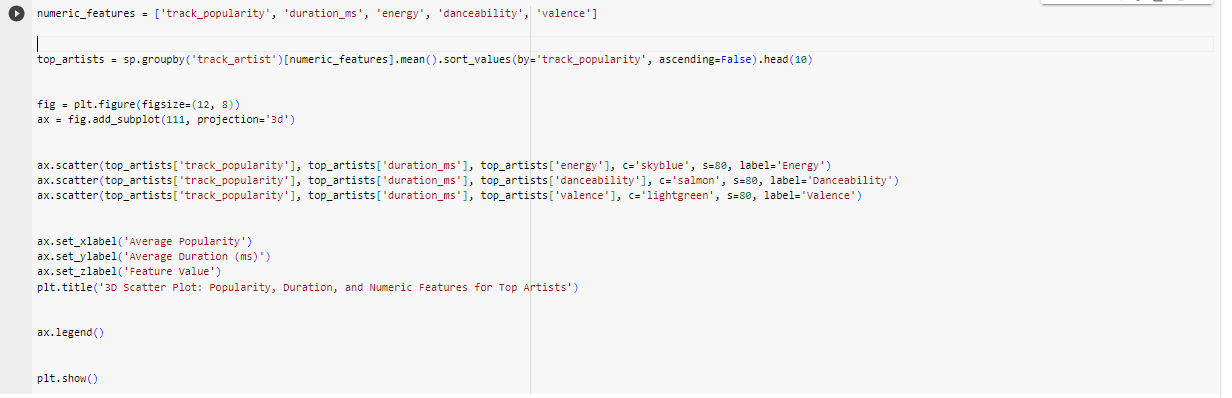 numeric_features = ['track_popularity', 'duration_ms', 'energy', 'danceability', 'valence']
top_artists = sp.groupby('track_artist')[numeric_features].mean().sort_values(by='track_popularity', ascending=False).head(10)
fig = plt.figure(figsize=(12, 8))
ax = fig.add_subplot(111, projection='3d')
ax.scatter(top_artists['track_popularity'], top_artists['duration_ms'], top_artists['energy'], c='skyblue', s=80, label='Energy')
ax.scatter(top_artists['track_popularity'], top_artists['duration_ms'], top_artists['danceability'], c='salmon', s=80, label='Danceability')
ax.scatter(top_artists['track_popularity'], top_artists['duration_ms'], top_artists['valence'], c='lightgreen', s=80, label='Valence')
ax.set_xlabel('Average Popularity')
ax.set_ylabel('Average Duration (ms)')
ax.set_zlabel('Feature Value')
plt.title('3D Scatter Plot: Popularity, Duration, and Numeric Features for Top Artists')
ax.legend()
plt.show()